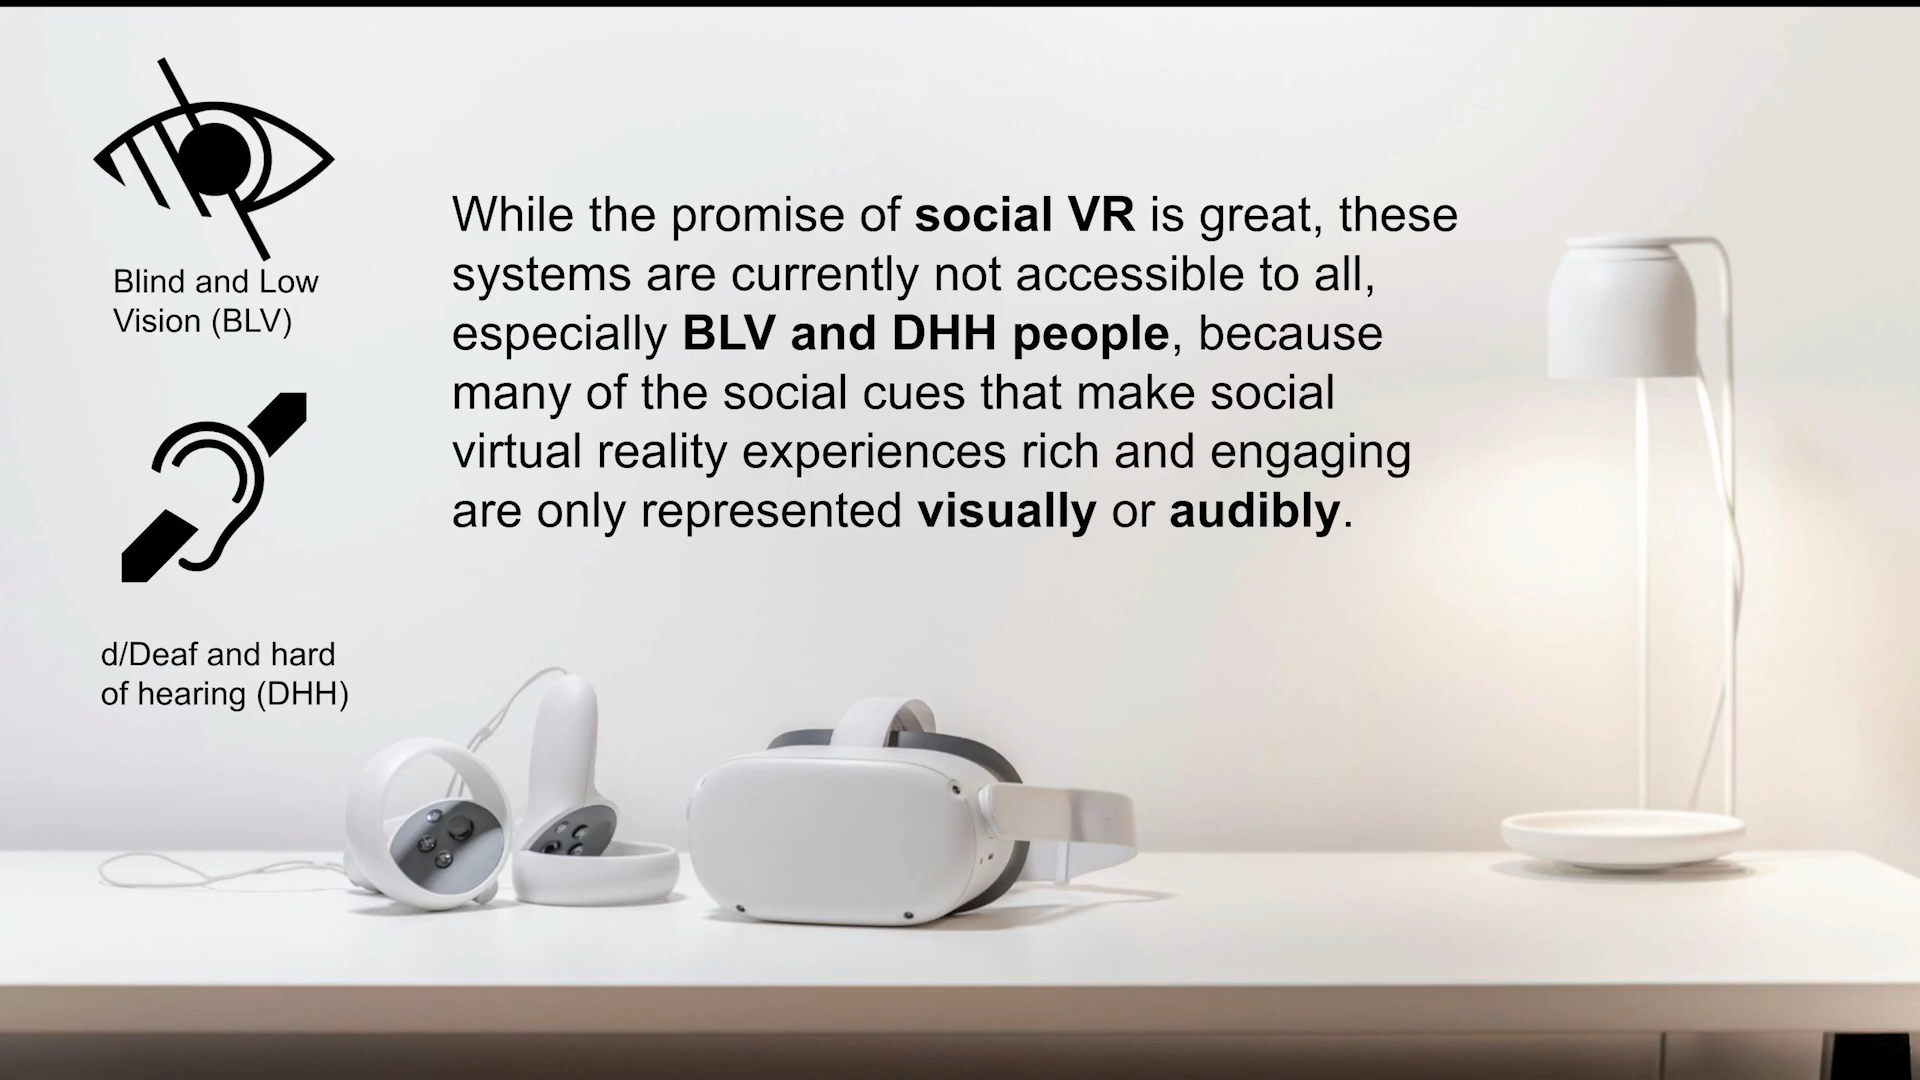 Blind and Low
Vision (BLV)
d/Deaf and hard
of hearing (DHH)
While the promise of social VR is great, these
systems are currently not accessible to all,
especially BLV and DHH people, because
many of the social cues that make social
virtual reality experiences rich and engaging
are only represented visually or audibly.